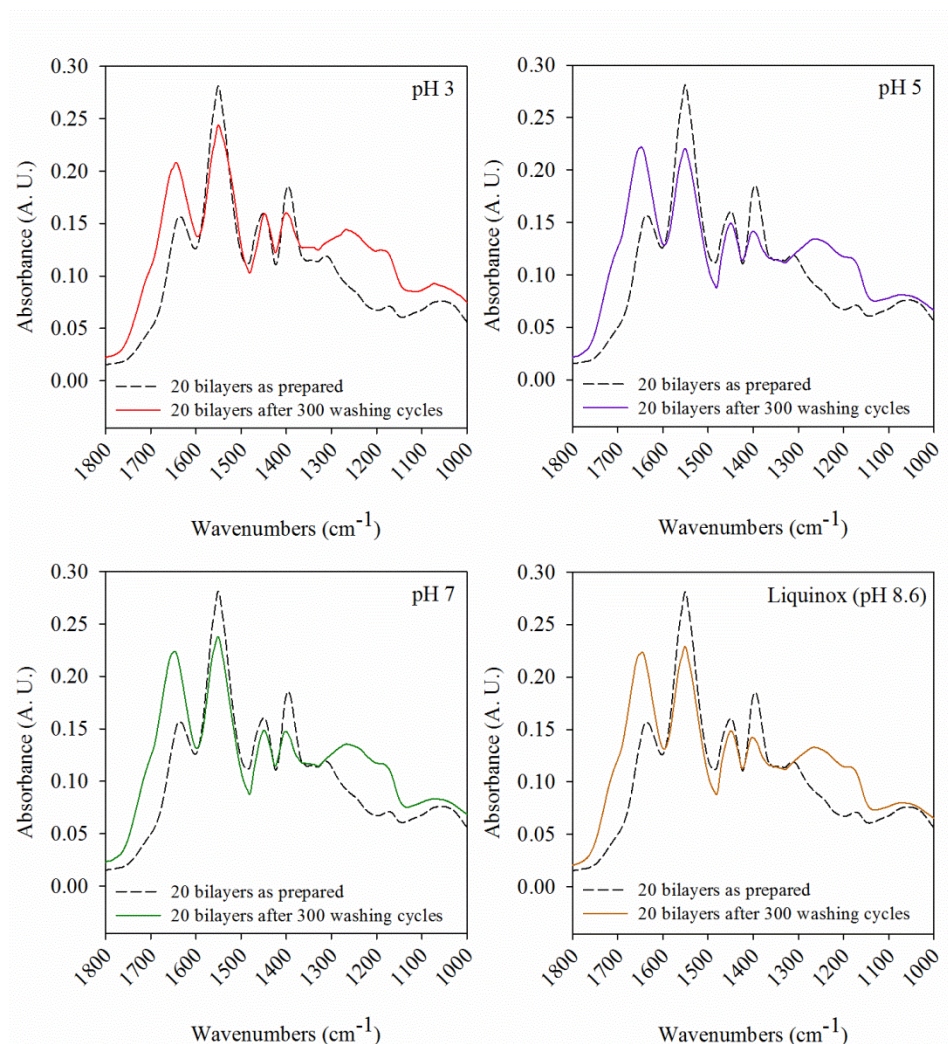 pH 3
0.30
0.25
0.20
0.15
0.10
0.05
0.00
Absorbance (A. U.)
20 bilayers as prepared
20 bilayers after 300 washing cycles
1800 1700 1600 1500 1400 1300 1200 1100 1000
Wavenumbers (cm-1)
pH 5
0.30
0.25
0.20
0.15
0.10
0.05
0.00
Absorbance (A. U.)
20 bilayers as prepared
20 bilayers after 300 washing cycles
1800 1700 1600 1500 1400 1300 1200 1100 1000
Wavenumbers (cm-1)
pH 7
0.30
0.25
0.20
0.15
0.10
0.05
0.00
Absorbance (A. U.)
20 bilayers as prepared
20 bilayers after 300 washing cycles
1800 1700 1600 1500 1400 1300 1200 1100 1000
Wavenumbers (cm-1)
Liquinox (pH 8.6)
0.30
0.25
0.20
0.15
0.10
0.05
0.00
Absorbance (A. U.)
20 bilayers as prepared
20 bilayers after 300 washing cycles
1800 1700 1600 1500 1400 1300 1200 1100 1000
Wavenumbers (cm-1)